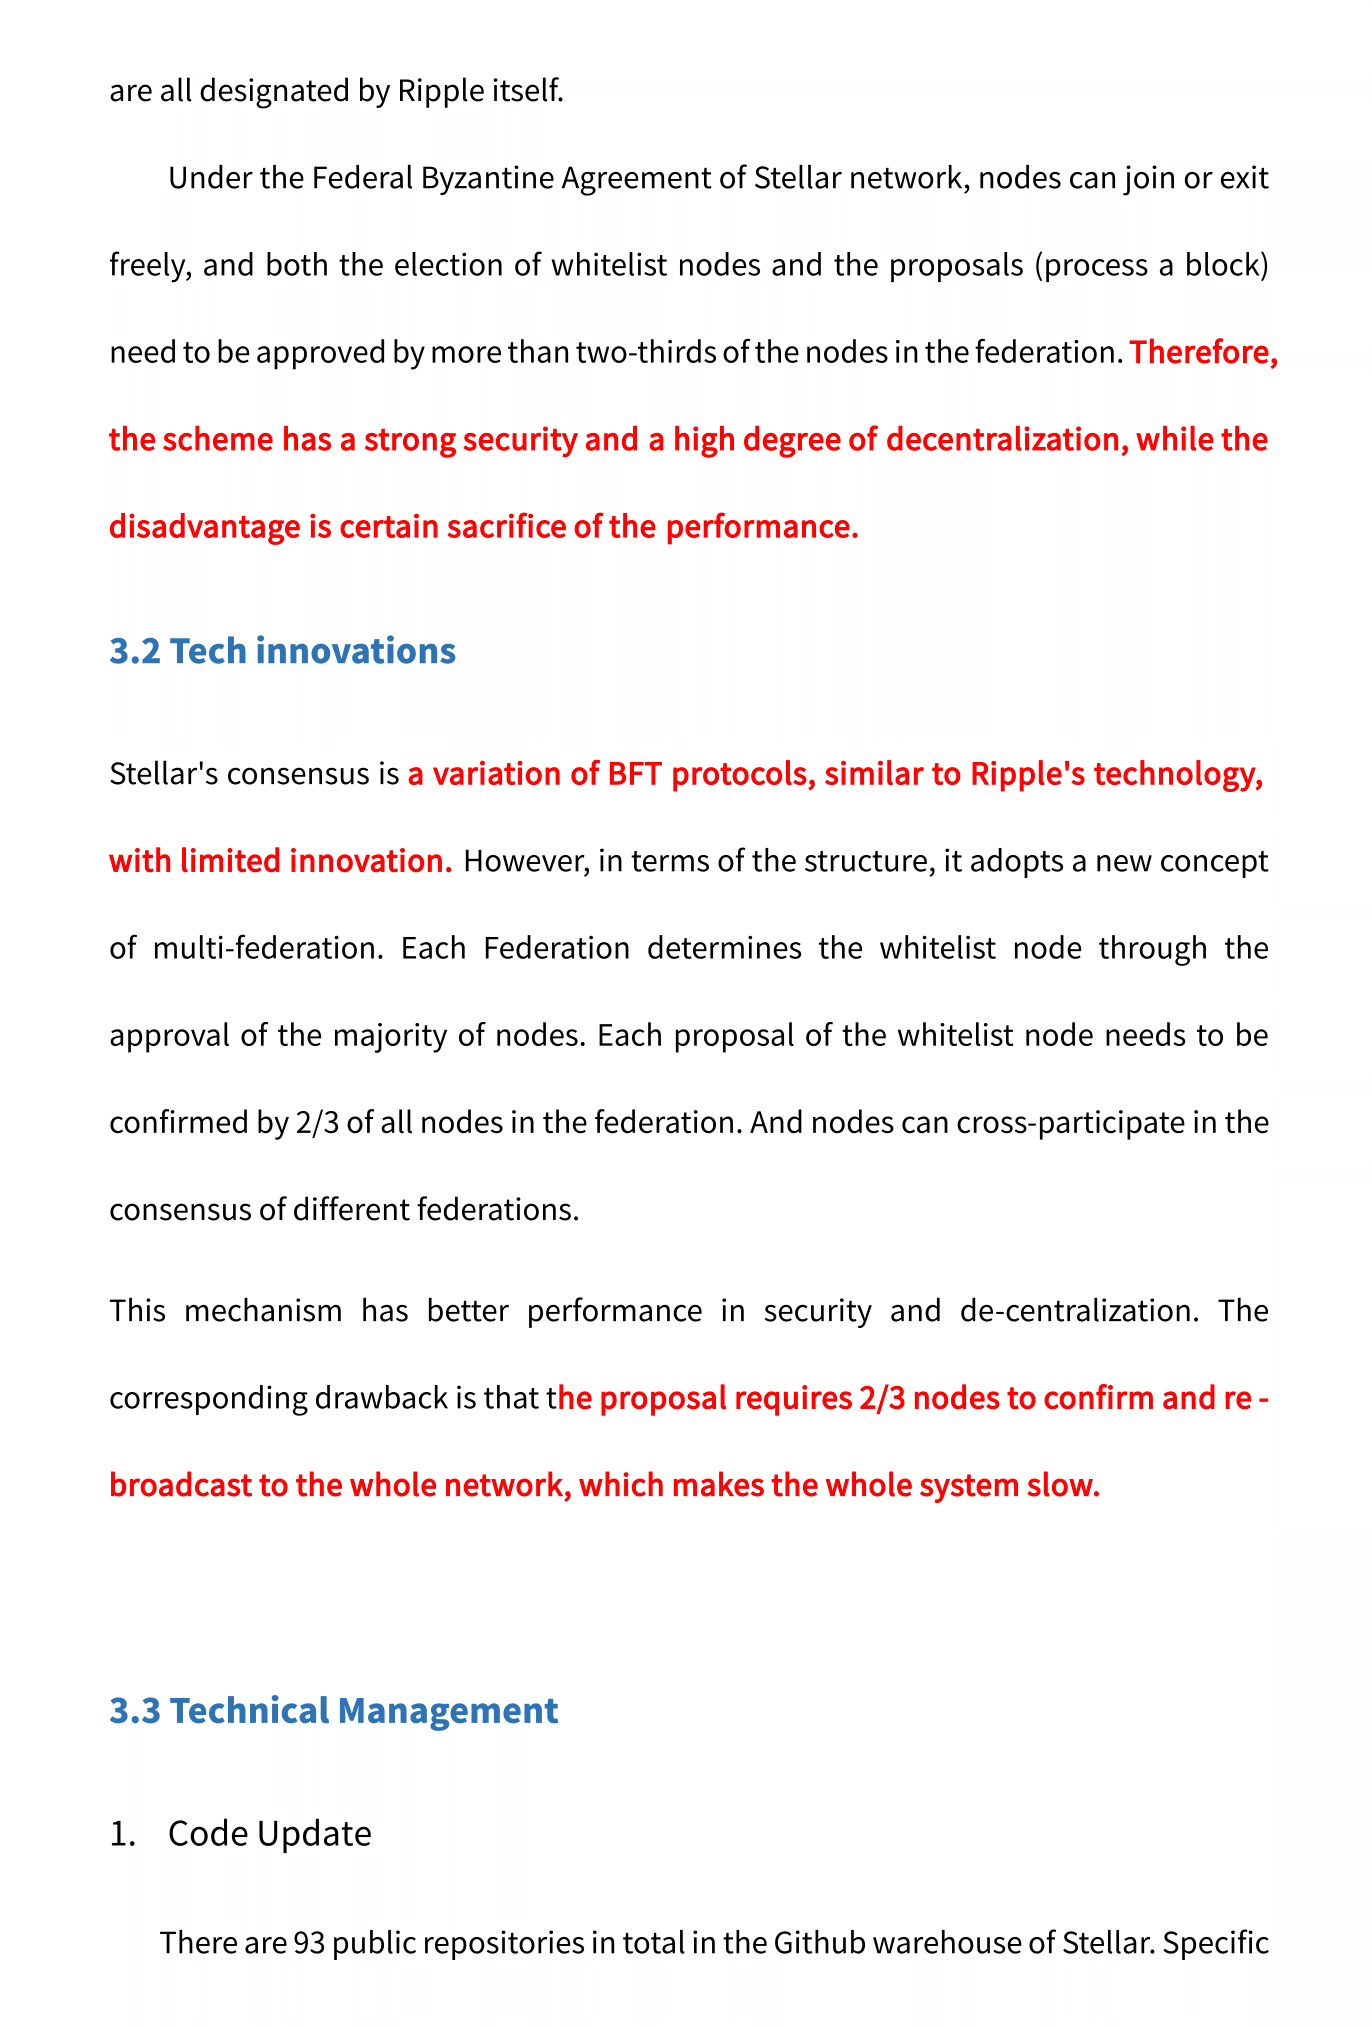 are all designated by Ripple itself.
Under the Federal Byzantine Agreement of Stellar network, nodes can join or exit
freely, and both the election of whitelist nodes and the proposals (process a block)
need to be approved by more than two-thirds of the nodes in the federation. Therefore,
the scheme has a strong security and a high degree of decentralization, while the
disadvantage is certain sacrifice of the performance.
3.2 Tech innovations
Stellar's consensus is a variation of BFT protocols, similar to Ripple's technology,
with limited innovation. However, in terms of the structure, it adopts a new concept
of multi-federation. Each Federation determines the whitelist node through the
approval of the majority of nodes. Each proposal of the whitelist node needs to be
confirmed by 2/3 of all nodes in the federation. And nodes can cross-participate in the
consensus of different federations.
This mechanism has better performance in security and de-centralization. The
corresponding drawback is that the proposal requires 2/3 nodes to confirm and re -
broadcast to the whole network, which makes the whole system slow.
3.3 Technical Management
1. Code Update
There are 93 public repositories in total in the Github warehouse of Stellar. Specific